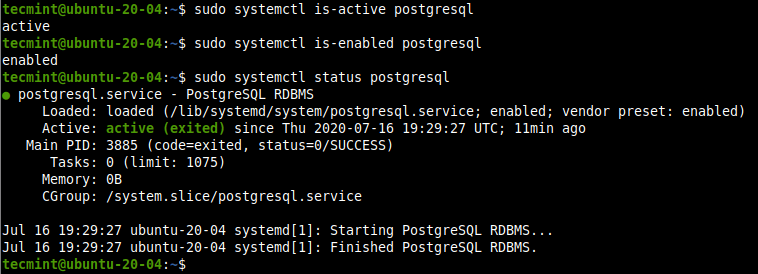 tecmint@ubuntu-20-04:~$ sudo systemctl is-active postgresql
active
tecmint@ubuntu-20-04:~$ sudo systemctl is-enabled postgresql
enabled
tecmint@ubuntu-20-04:~$ sudo systemctl status postgresql
● postgresql.service - PostgreSQL RDBMS
     Loaded: loaded (/lib/systemd/system/postgresql.service; enabled; vendor preset: enabled)
     Active: active (exited) since Thu 2020-07-16 19:29:27 UTC; 11min ago
   Main PID: 3885 (code=exited, status=0/SUCCESS)
      Tasks: 0 (limit: 1075)
     Memory: 0B
     CGroup: /system.slice/postgresql.service

Jul 16 19:29:27 ubuntu-20-04 systemd[1]: Starting PostgreSQL RDBMS...
Jul 16 19:29:27 ubuntu-20-04 systemd[1]: Finished PostgreSQL RDBMS.
tecmint@ubuntu-20-04:~$